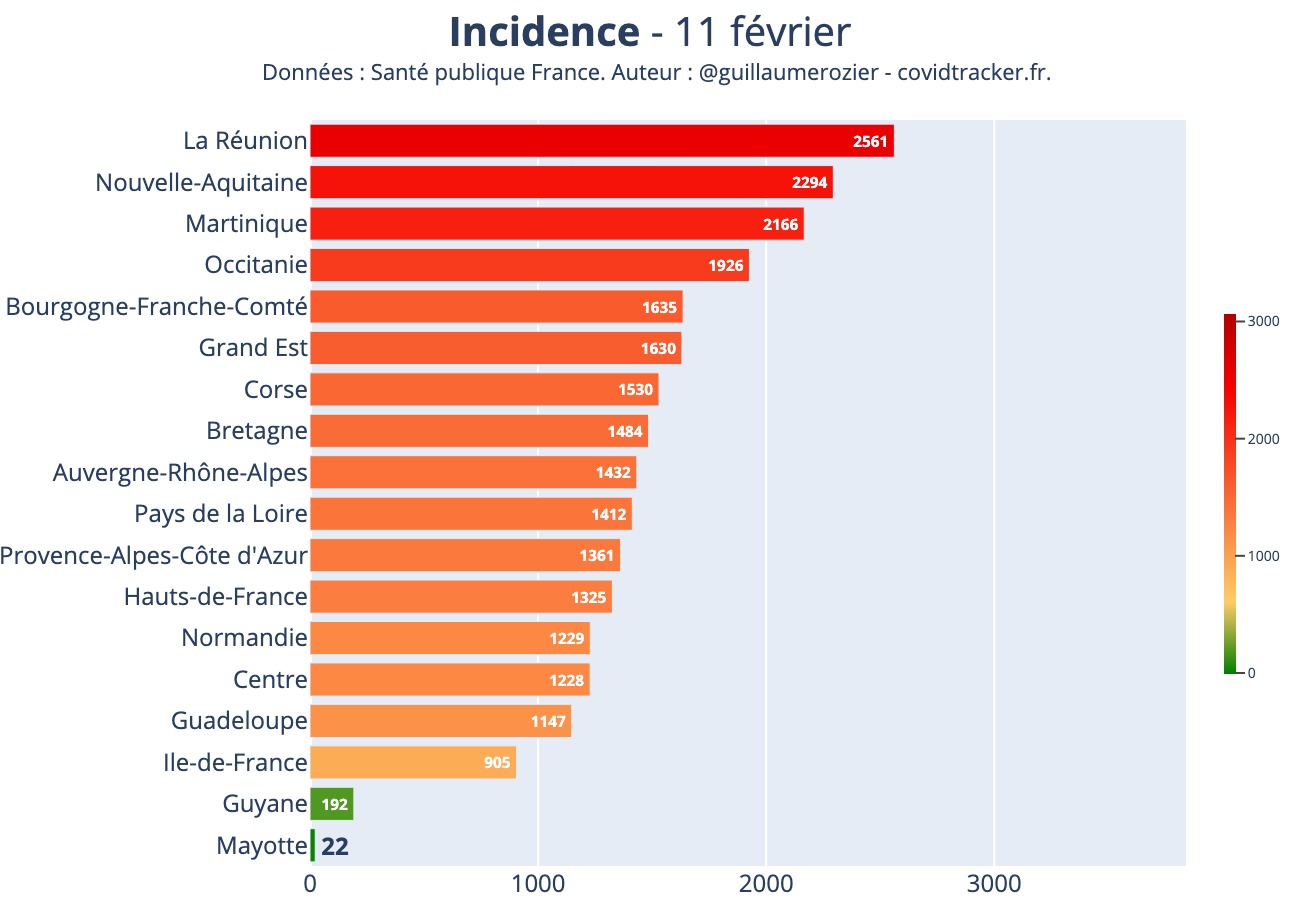 Incidence - 11 février
Données : Santé publique France. Auteur : @guillaumerozier - covidtracker.fr.
La Réunion 2561
Nouvelle-Aquitaine 2294
Martinique 2166
Occitanie 1926
Bourgogne-Franche-Comté 1635
Grand Est 1630
Corse 1530
Bretagne 1484
Auvergne-Rhône-Alpes 1432
Pays de la Loire 1412
Provence-Alpes-Côte d'Azur 1361
Hauts-de-France 1325
Normandie 1229
Centre 1228
Guadeloupe 1147
Ile-de-France 905
Guyane 192
Mayotte 22
0 1000 2000 3000
3000
2000
1000
0